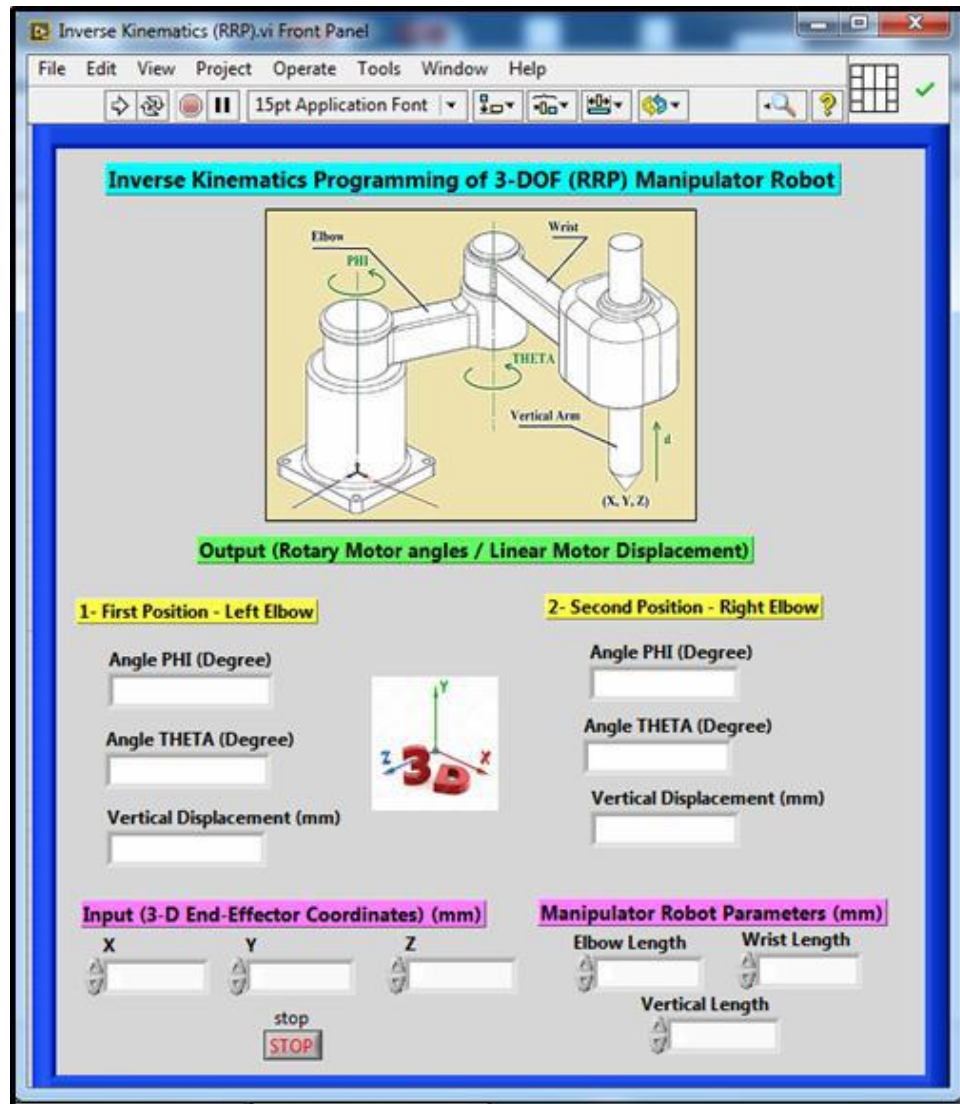 Inverse Kinematics (RRP).vi Front Panel
File Edit View Project Operate Tools Window Help
15pt Application Font
Inverse Kinematics Programming of 3-DOF (RRP) Manipulator Robot
Elbow
Wrist
PHI
THETA
Vertical Arm
d
(X, Y, Z)
Output (Rotary Motor angles / Linear Motor Displacement)
1- First Position - Left Elbow
Angle PHI (Degree)
Angle THETA (Degree)
Vertical Displacement (mm)
Y
Z
X
3D
2- Second Position - Right Elbow
Angle PHI (Degree)
Angle THETA (Degree)
Vertical Displacement (mm)
Input (3-D End-Effector Coordinates) (mm)
X Y Z
stop
STOP
Manipulator Robot Parameters (mm)
Elbow Length Wrist Length
Vertical Length